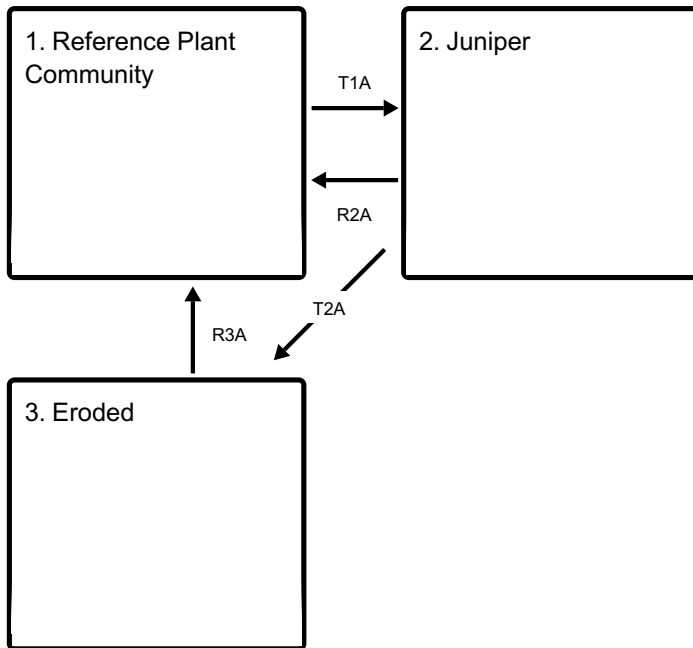 1. Reference Plant
Community
2. Juniper
T1A
R2A
T2A
R3A
3. Eroded